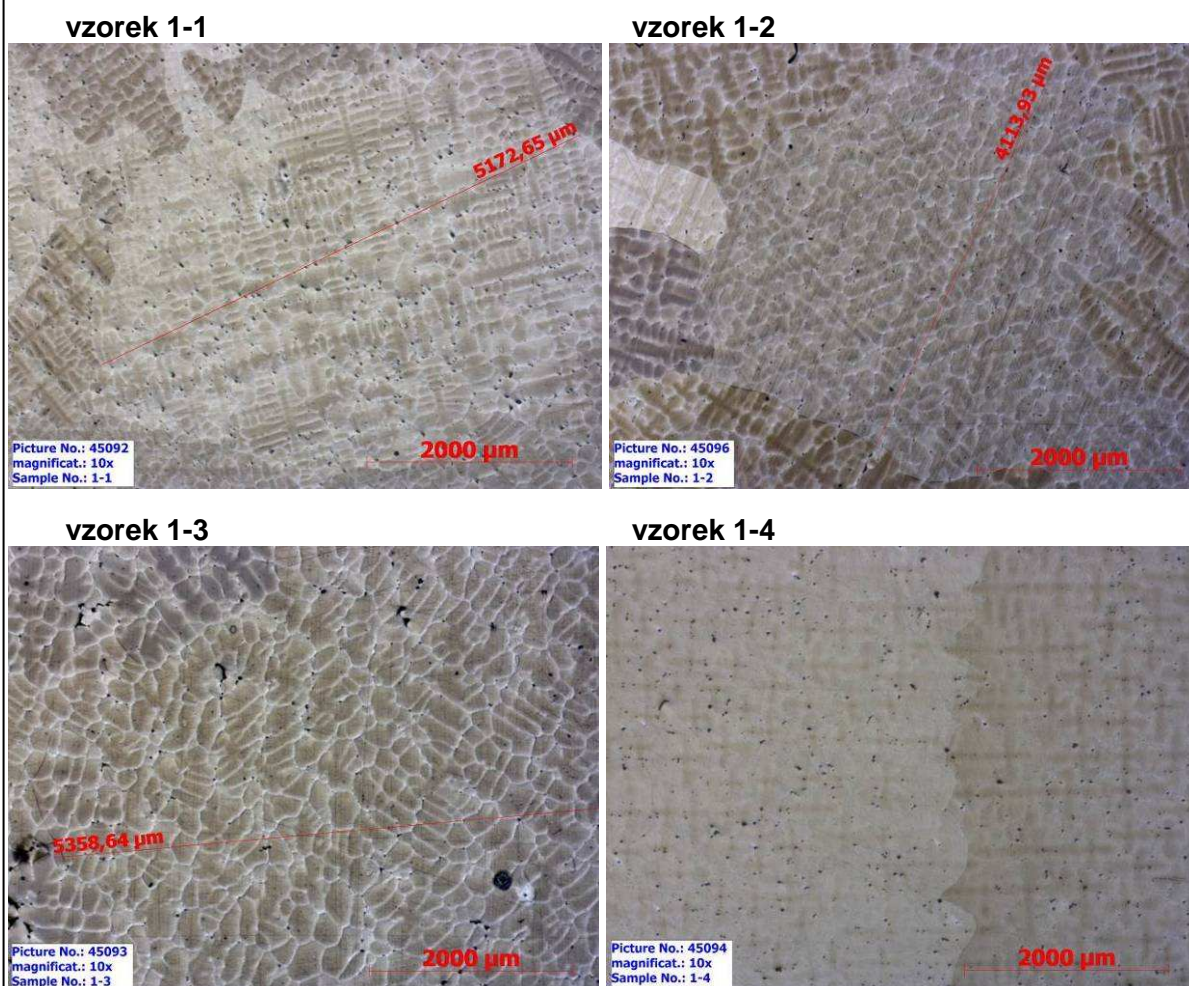 vzorek 1-1
vzorek 1-2
5172,65 µm
4113,93 µm
2000 µm
2000 µm
Picture No.: 45092
magnificat.: 10x
Sample No.: 1-1
Picture No.: 45096
magnificat.: 10x
Sample No.: 1-2
vzorek 1-3
vzorek 1-4
5358,64 µm
2000 µm
2000 µm
Picture No.: 45093
magnificat.: 10x
Sample No.: 1-3
Picture No.: 45094
magnificat.: 10x
Sample No.: 1-4